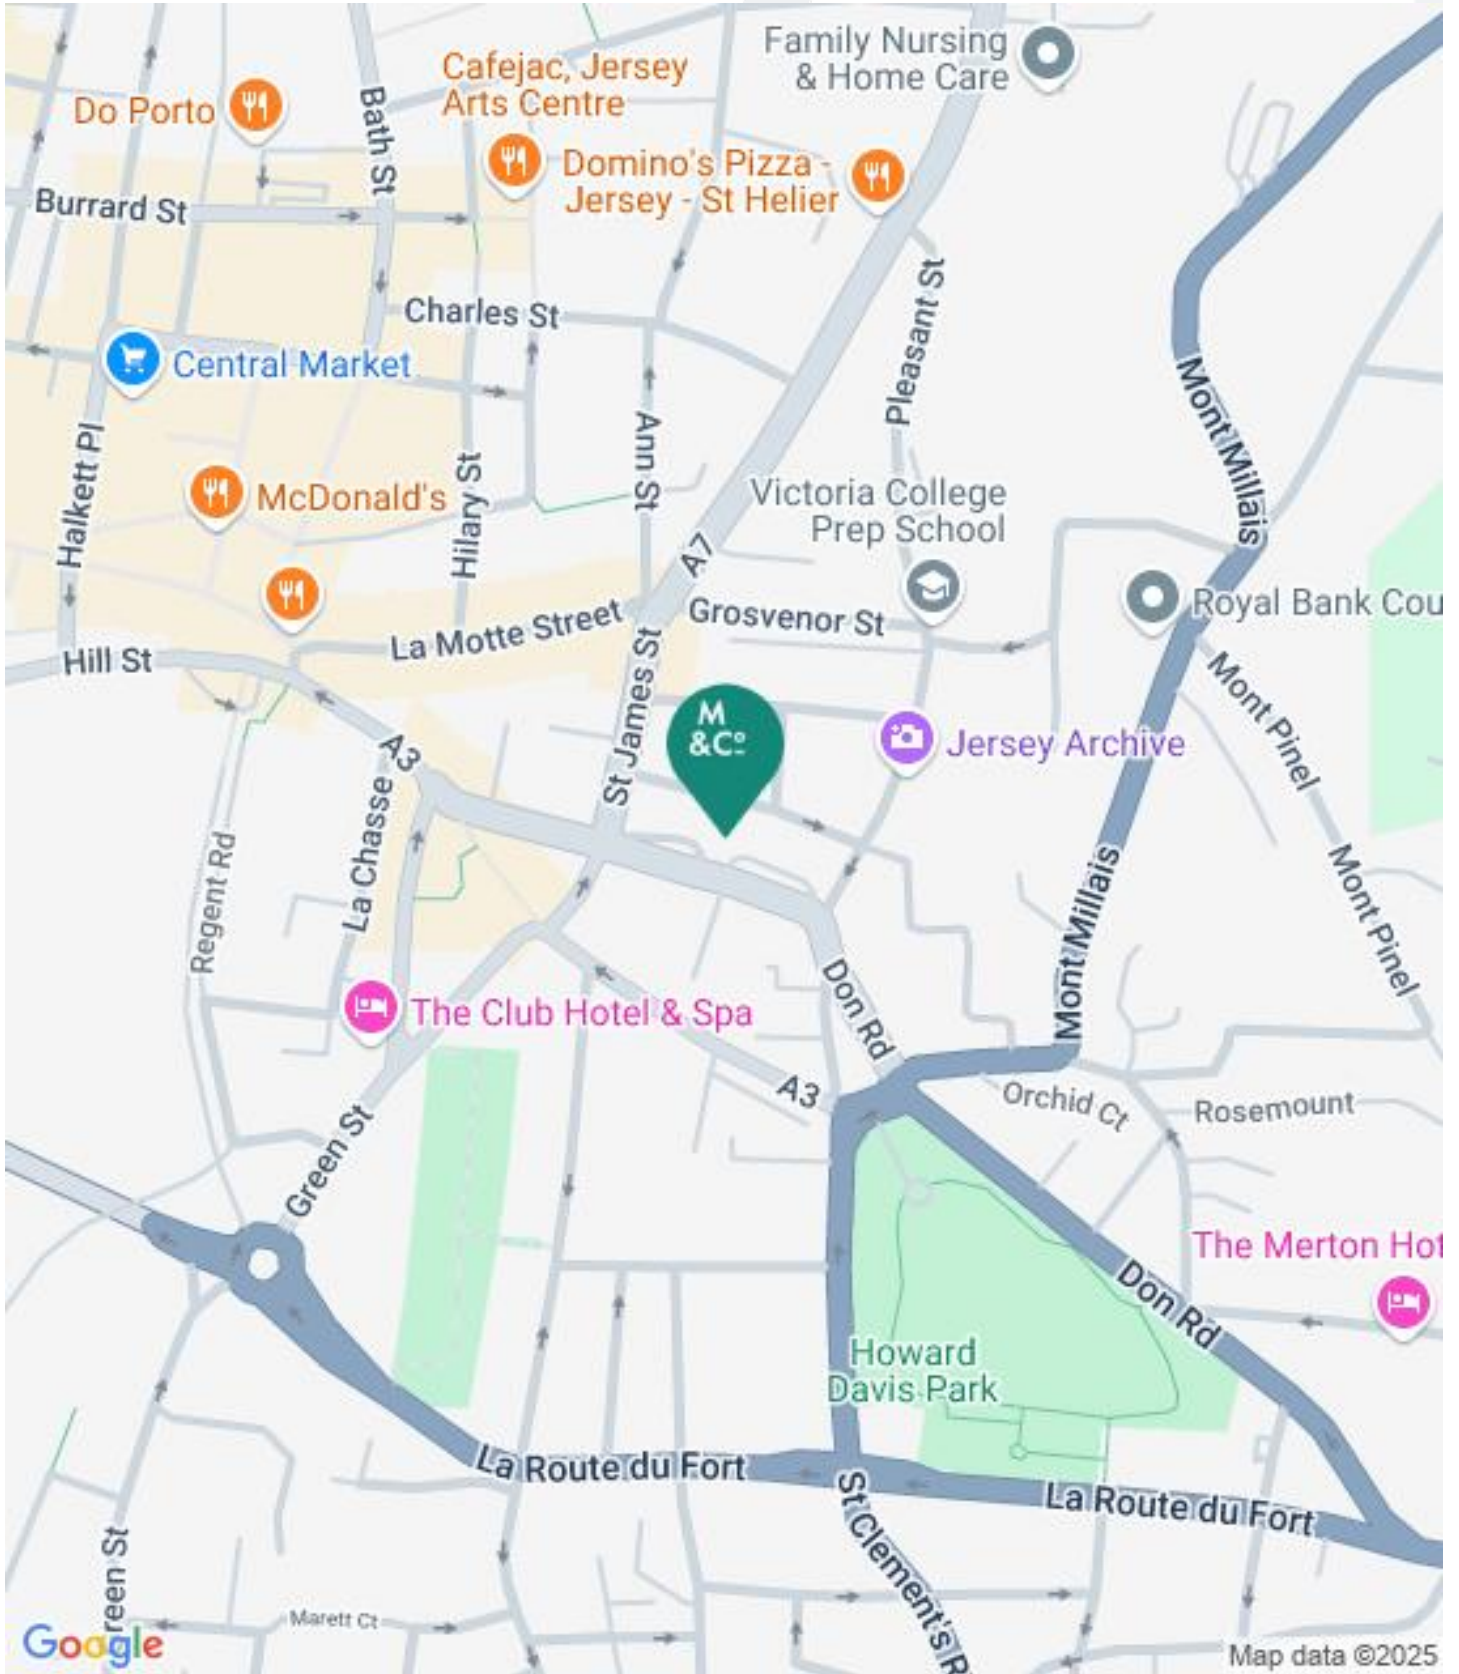 Family Nursing
& Home Care
Cafejac, Jersey
Arts Centre
Do Porto
Bath St
Domino's Pizza -
Jersey - St Helier
Burrard St
Pleasant St
Charles St
Central Market
Mont Millais
Halkett Pl
Ann St
McDonald's
Hilary St
Victoria College
Prep School
A7
Royal Bank Cou
La Motte Street
Grosvenor St
Hill St
St James St
Mont Pinel
M
&Co
Jersey Archive
A3
La Chasse
Regent Rd
Mont Millais
Mont Pinel
Don Rd
The Club Hotel & Spa
A3
Orchid Ct
Rosemount
Green St
The Merton Hot
Don Rd
Howard
Davis Park
La Route du Fort
La Route du Fort
St Clement's R
reen St
Marett Ct
Google
Map data ©2025